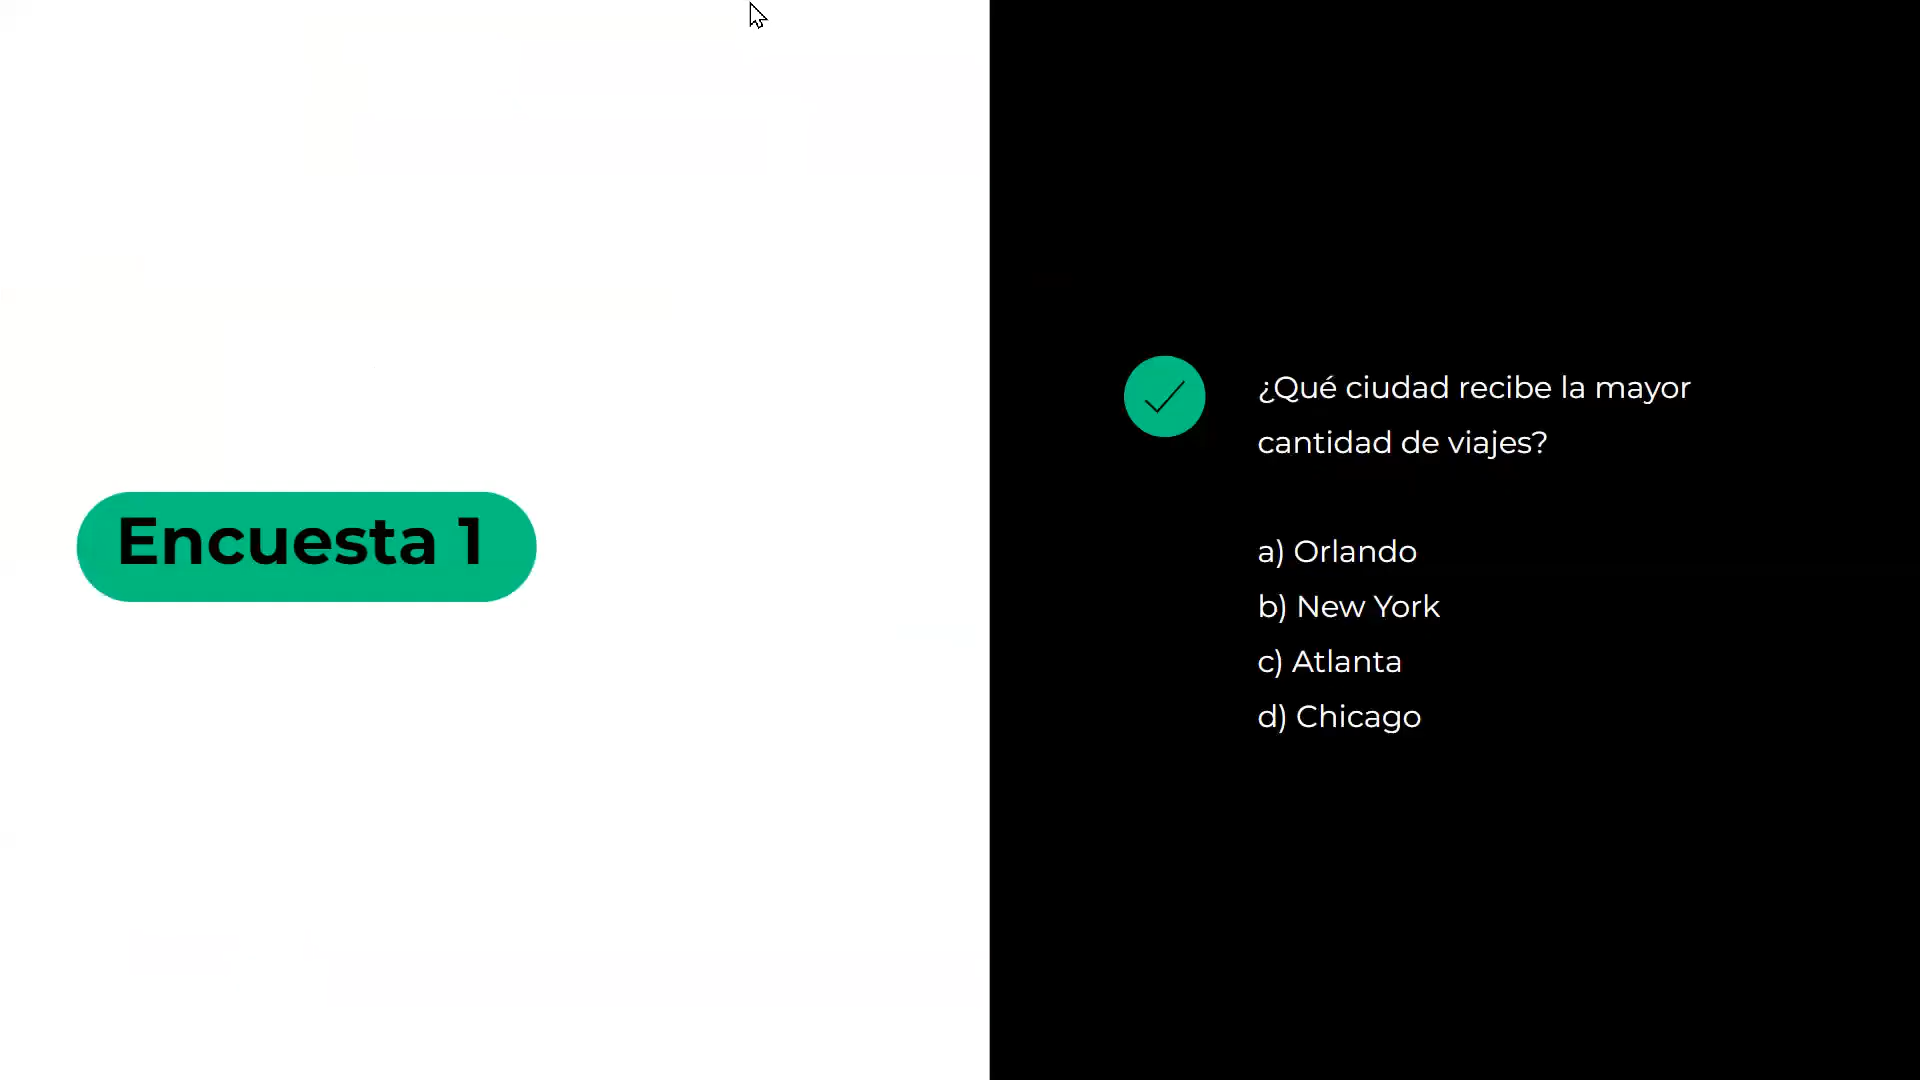 Encuesta 1
¿Qué ciudad recibe la mayor
cantidad de viajes?
a) Orlando
b) New York
c) Atlanta
d) Chicago